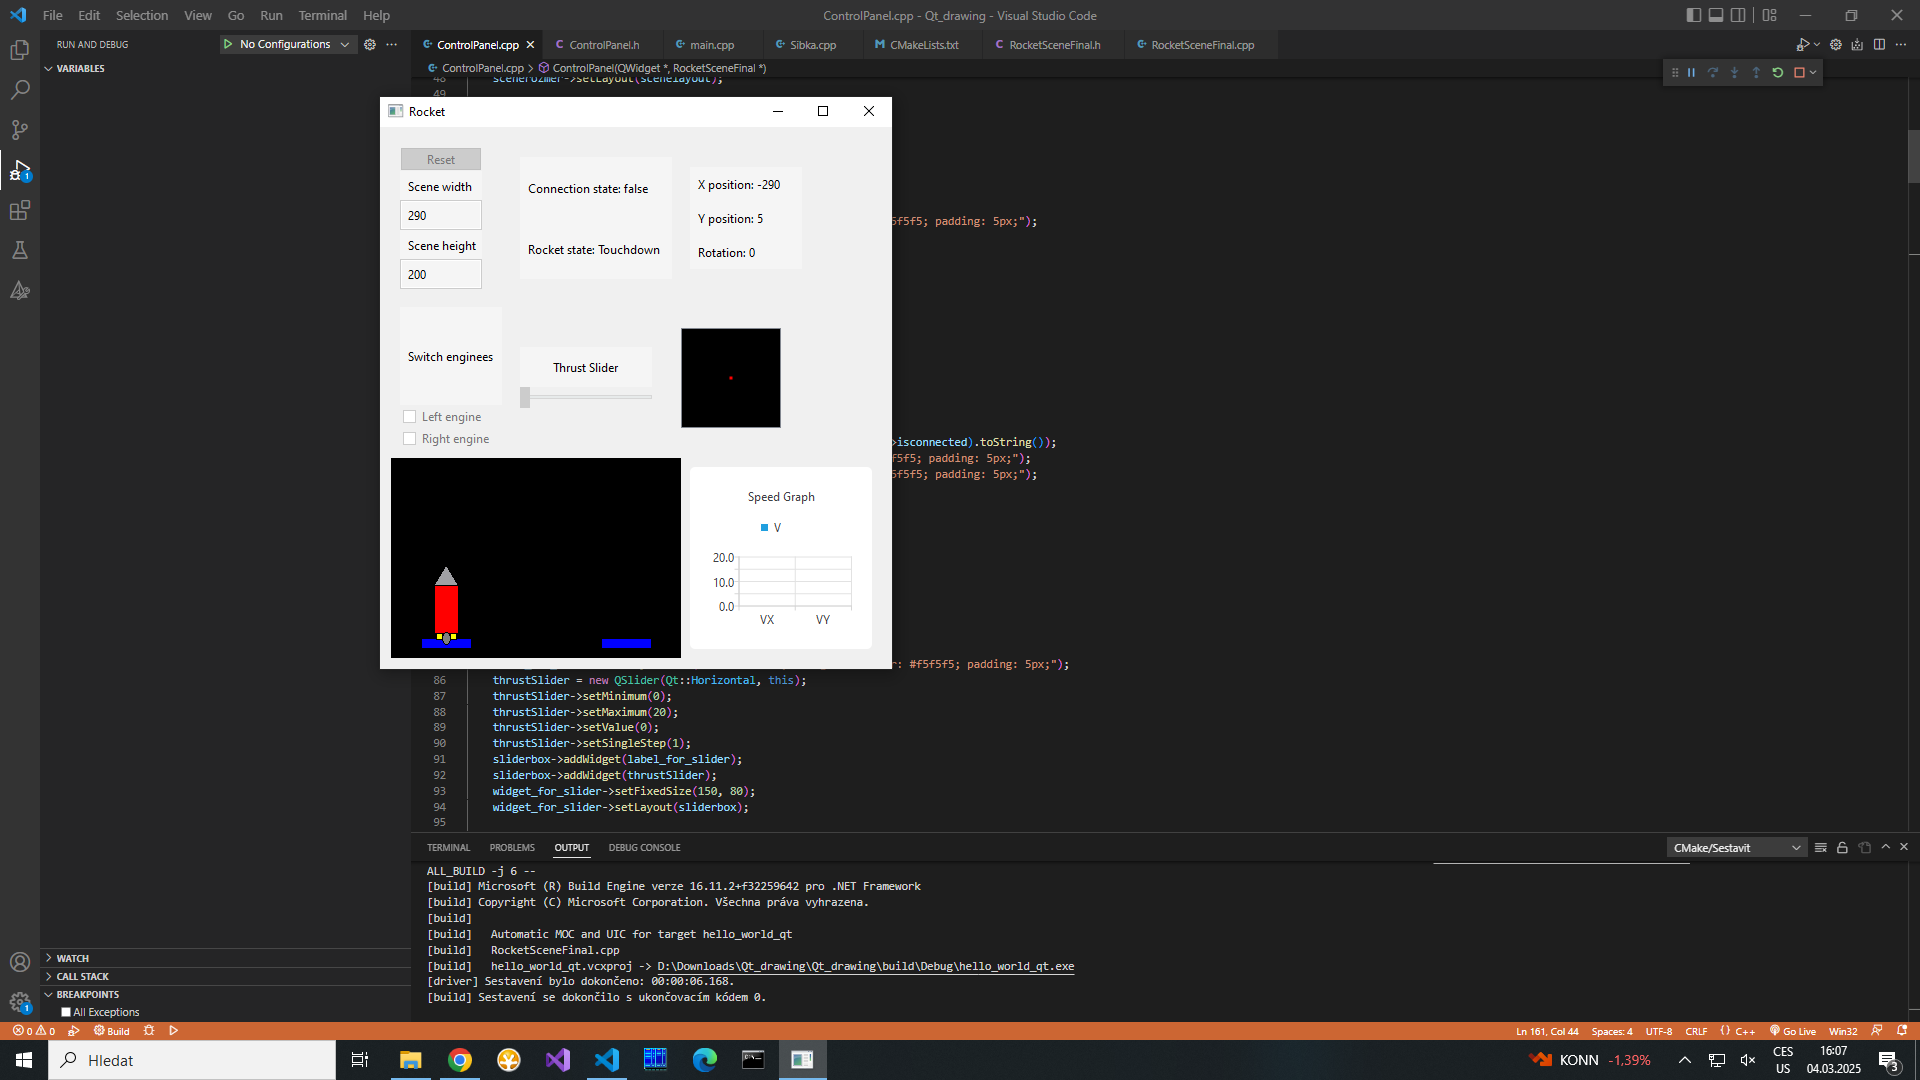 File Edit Selection View Go Run Terminal Help
ControlPanel.cpp - Qt_drawing - Visual Studio Code
RUN AND DEBUG No Configurations
ControlPanel.cpp ControlPanel.h main.cpp Sibka.cpp CMakeLists.txt RocketSceneFinal.h RocketSceneFinal.cpp
VARIABLES
ControlPanel.cpp > ControlPanel(QWidget *, RocketSceneFinal *)
49
Rocket
Reset
Scene width
290
Scene height
200
Connection state: false
Rocket state: Touchdown
X position: -290
Y position: 5
Rotation: 0
Switch enginees
Left engine
Right engine
Thrust Slider
Speed Graph
V
20.0
10.0
0.0
VX VY
5f5f5; padding: 5px;");
>isconnected).toString());
f5f5; padding: 5px;");
5f5f5; padding: 5px;");
r: #f5f5f5; padding: 5px;");
86 thrustSlider = new QSlider(Qt::Horizontal, this);
87 thrustSlider->setMinimum(0);
88 thrustSlider->setMaximum(20);
89 thrustSlider->setValue(0);
90 thrustSlider->setSingleStep(1);
91 sliderbox->addWidget(label_for_slider);
92 sliderbox->addWidget(thrustSlider);
93 widget_for_slider->setFixedSize(150, 80);
94 widget_for_slider->setLayout(sliderbox);
95
TERMINAL PROBLEMS OUTPUT DEBUG CONSOLE
CMake/Sestavit
ALL_BUILD -j 6 --
[build] Microsoft (R) Build Engine verze 16.11.2+f32259642 pro .NET Framework
[build] Copyright (C) Microsoft Corporation. Všechna práva vyhrazena.
[build]
[build] Automatic MOC and UIC for target hello_world_qt
[build] RocketSceneFinal.cpp
[build] hello_world_qt.vcxproj -> D:\Downloads\Qt_drawing\Qt_drawing\build\Debug\hello_world_qt.exe
[driver] Sestavení bylo dokončeno: 00:00:06.168.
[build] Sestavení se dokončilo s ukončovacím kódem 0.
WATCH
CALL STACK
BREAKPOINTS
All Exceptions
1
1
0 0 Build
Ln 161, Col 44 Spaces: 4 UTF-8 CRLF {} C++ Go Live Win32
Hledat
KONN -1,39%
CES
US
16:07
04.03.2025
3